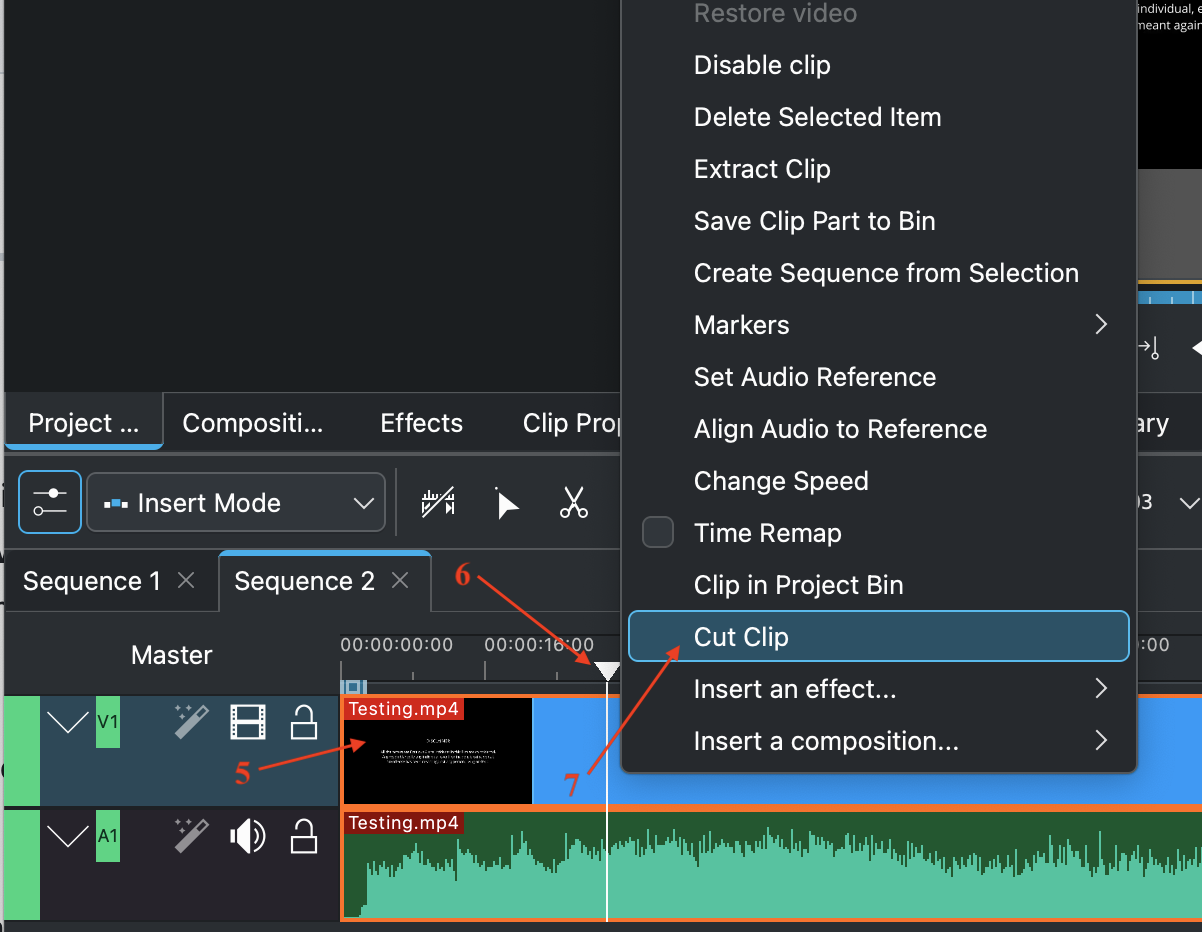 Restore video
individual, e
meant again
Disable clip
Delete Selected Item
Extract Clip
Save Clip Part to Bin
Create Sequence from Selection
Markers
Set Audio Reference
Align Audio to Reference
Project ...
Compositi...
Effects
Clip Prop
ary
Change Speed
Insert Mode
03
Time Remap
Sequence 1
Sequence 2
6
Clip in Project Bin
Cut Clip
Master
00:00:00:00
00:00:16:00
:00
Insert an effect...
V1
Testing.mp4
DISCLAIMER
5
7
Insert a composition...
A1
Testing.mp4